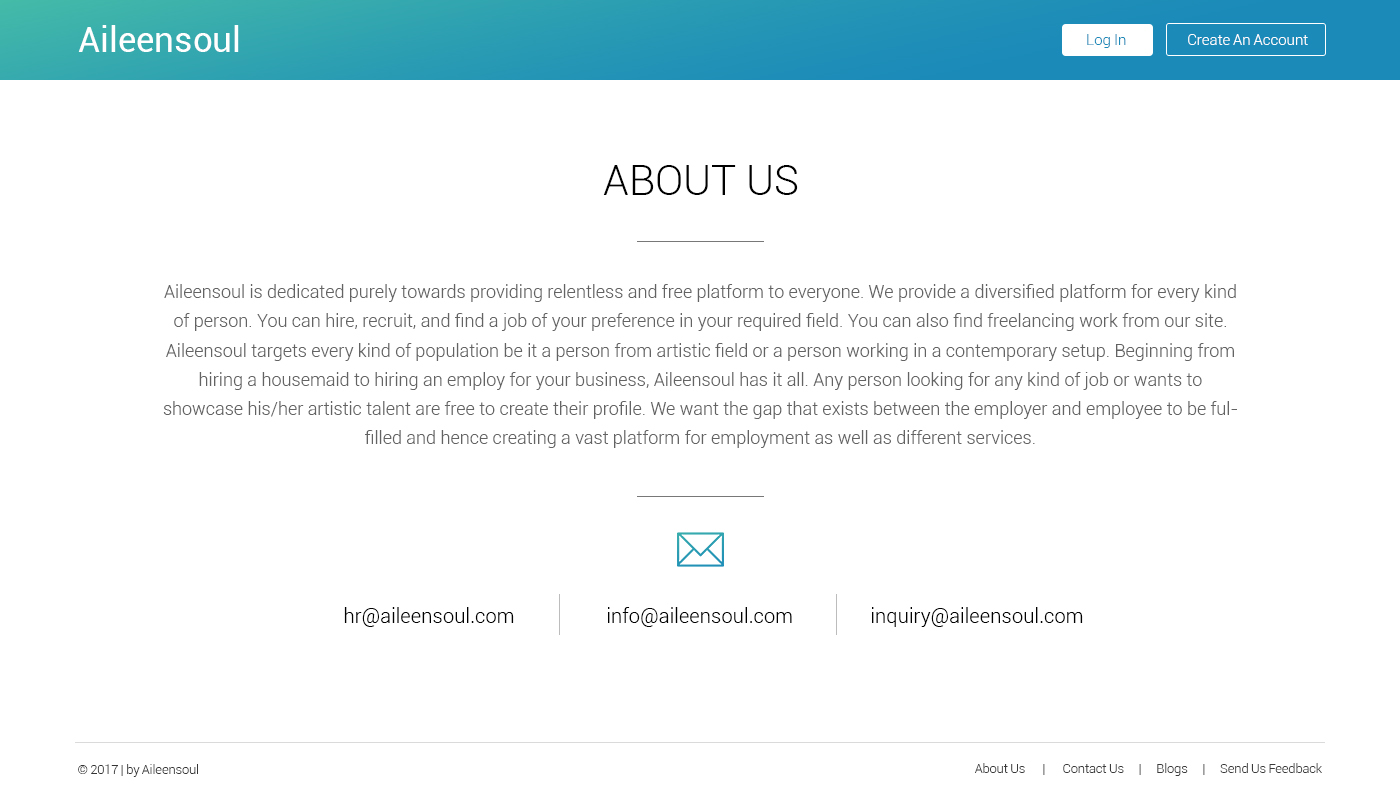 Aileensoul
Log In
Create An Account
ABOUT US
Aileensoul is dedicated purely towards providing relentless and free platform to everyone. We provide a diversified platform for every kind
of person. You can hire, recruit, and find a job of your preference in your required field. You can also find freelancing work from our site.
Aileensoul targets every kind of population be it a person from artistic field or a person working in a contemporary setup. Beginning from
hiring a housemaid to hiring an employ for your business, Aileensoul has it all. Any person looking for any kind of job or wants to
showcase his/her artistic talent are free to create their profile. We want the gap that exists between the employer and employee to be ful-
filled and hence creating a vast platform for employment as well as different services.
hr@aileensoul.com
info@aileensoul.com
inquiry@aileensoul.com
© 2017 | by Aileensoul
About Us | Contact Us | Blogs | Send Us Feedback